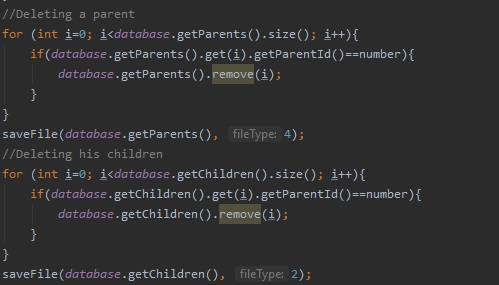 //Deleting a parent
for (int i=0; i<database.getParents().size(); i++){
    if(database.getParents().get(i).getParentId()==number){
        database.getParents().remove(i);
    }
}
saveFile(database.getParents(), fileType: 4);
//Deleting his children
for (int i=0; i<database.getChildren().size(); i++){
    if(database.getChildren().get(i).getParentId()==number){
        database.getChildren().remove(i);
    }
}
saveFile(database.getChildren(), fileType: 2);